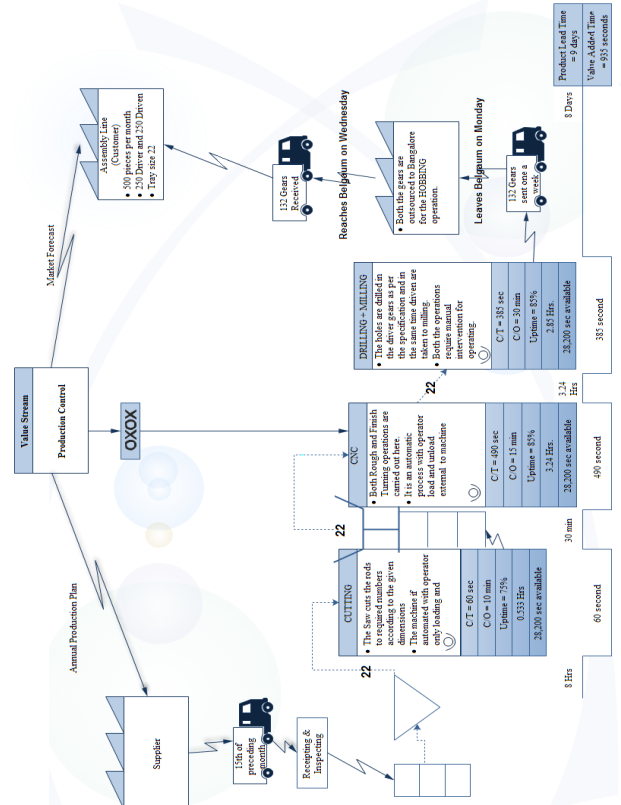 Value Stream
Production Control
Market Forecast
Annual Production Plan
OXOX
Supplier
15th of
preceding
month
Receipting &
Inspecting
22
CUTTING
• The Saw cuts the rods
to required numbers
according to the given
dimensions
• The machine if
automated with operator
only loading and
C/T = 60 sec
C/O = 10 min
Uptime = 75%
0.533 Hrs
28,200 sec available
22
CNC
• Both Rough and Finish
Turning operations are
carried out here.
• It is an automatic
process with operator
load and unload
external to machine
C/T = 490 sec
C/O = 15 min
Uptime = 85%
3.24 Hrs.
28,200 sec available
22
DRILLING + MILLING
• The holes are drilled in
the driver gears as per
the specification and in
the same time driven are
taken to milling.
• Both the operations
require manual
intervention for
operating.
C/T = 385 sec
C/O = 30 min
Uptime = 85%
2.85 Hrs.
28,200 sec available
Assembly Line
(Customer)
• 500 pieces per month
• 250 Driver and 250 Driven
• Tray size 22
132 Gears
Received
Reaches Belgaum on Wednesday
• Both the gears are
outsourced to Bangalore
for the HOBBING
operation.
Leaves Belgaum on Monday
132 Gears
sent one a
week
8 Hrs
60 second
30 min
490 second
3.24
Hrs
385 second
8 Days
Product Lead Time
= 9 days
Value Added Time
= 935 seconds